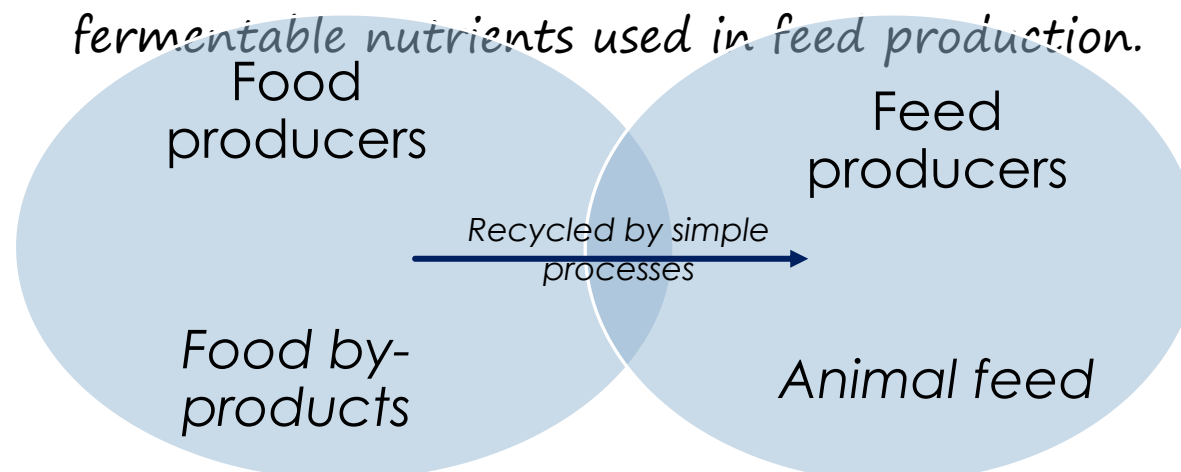 fermentable nutrients used in feed production.
Food
producers
Feed
producers
Recycled by simple
processes
Food by-
products
Animal feed